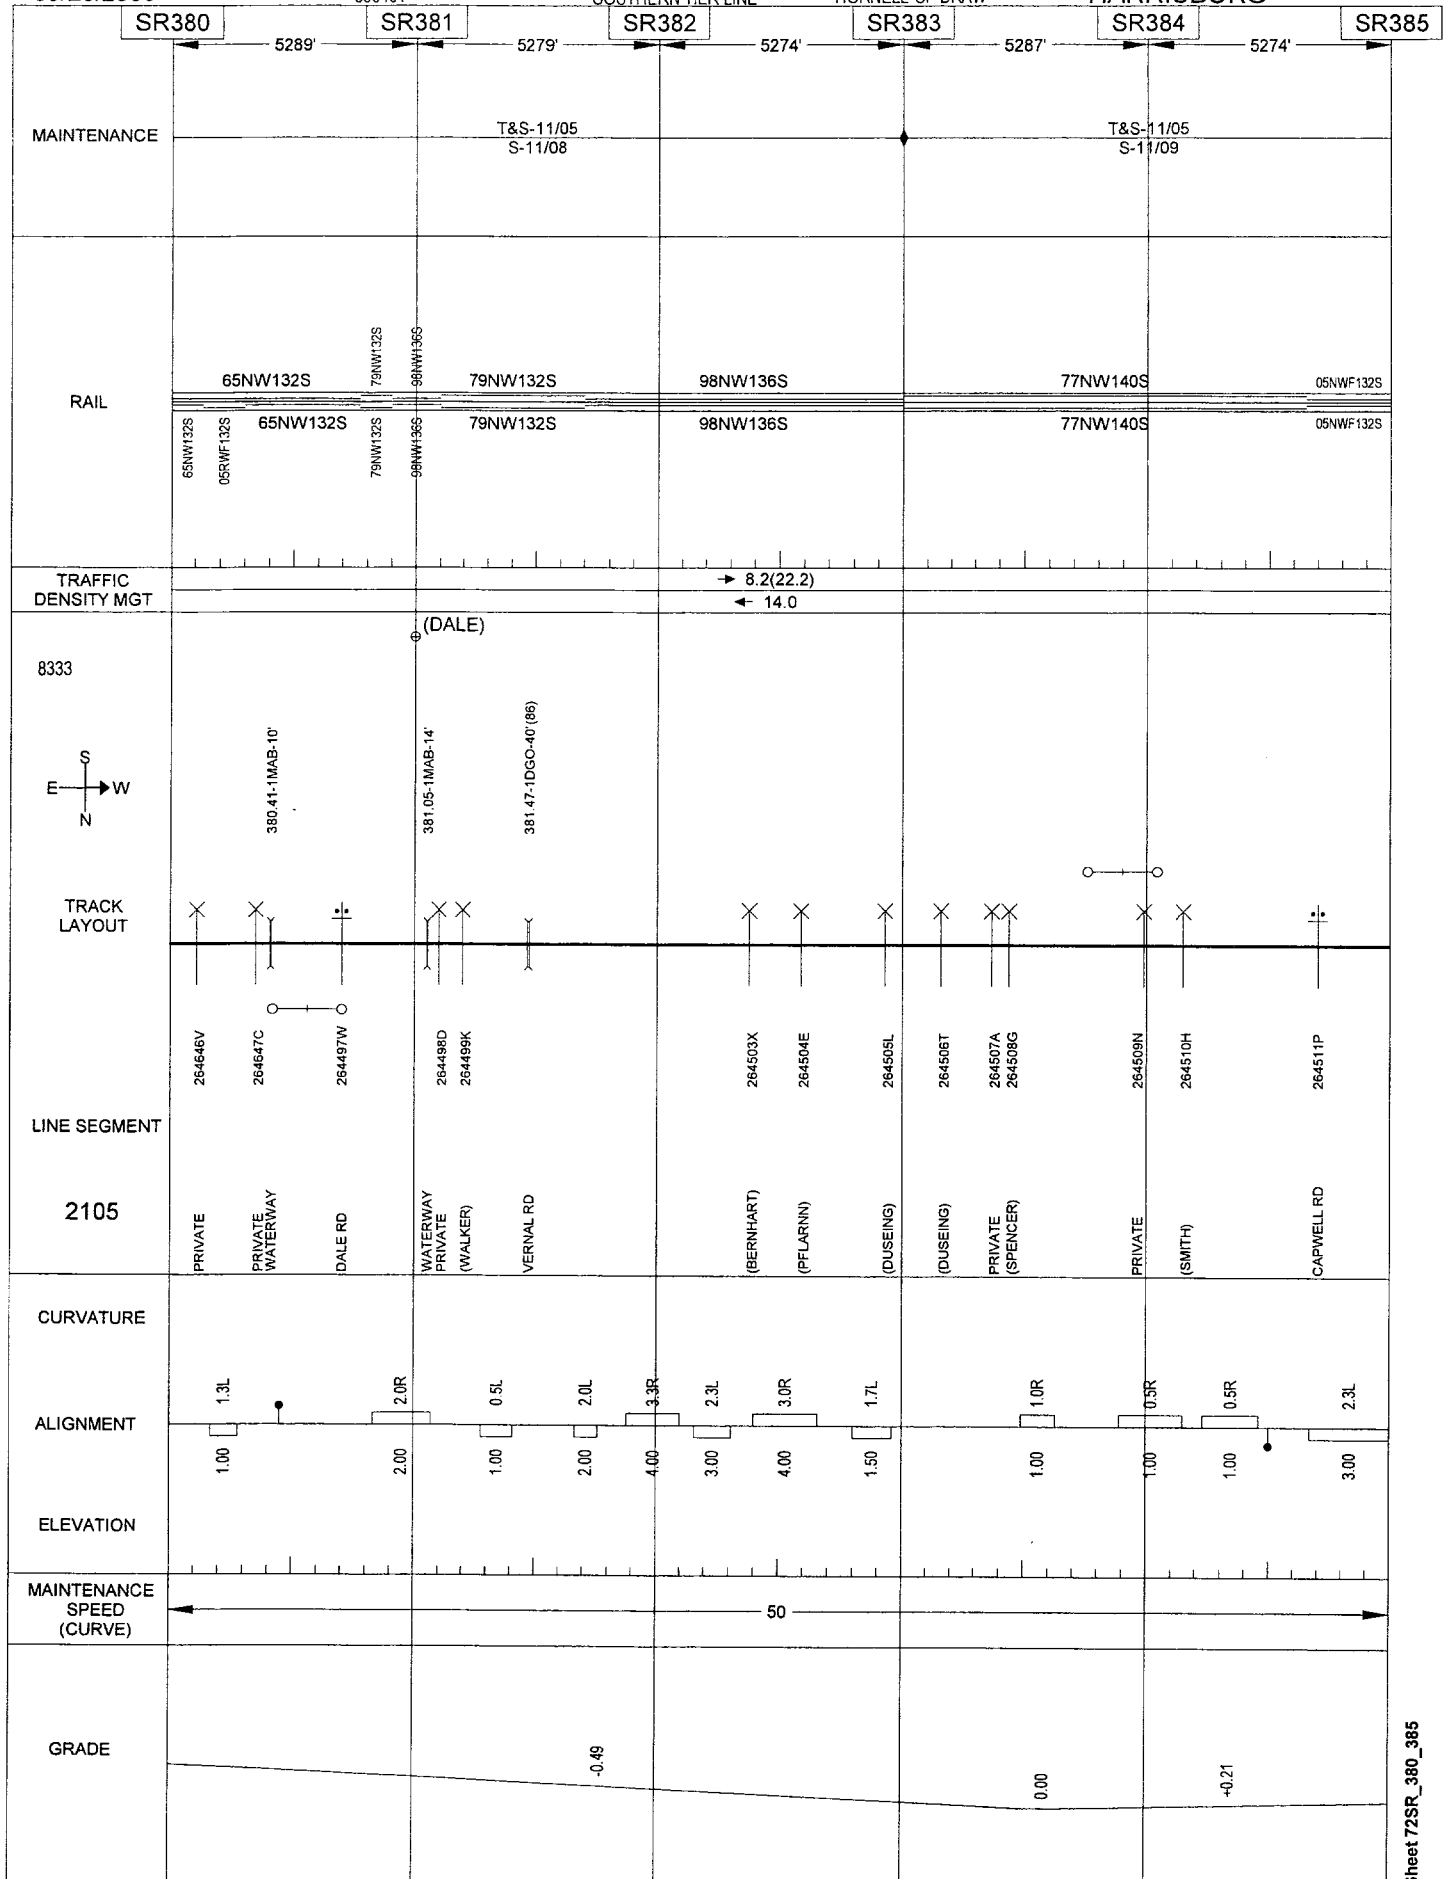 SOUTHERN TIER LINE
SR380 SR381 SR382 SR383 SR384 SR385
5289' 5279' 5274' 5287' 5274'
MAINTENANCE
T&S-11/05 T&S-11/05
S-11/08 S-11/09
79NW132S 98NW136S
65NW132S 79NW132S 98NW136S 77NW140S 05NWF132S
RAIL
65NW132S 79NW132S 98NW136S 77NW140S 05NWF132S
65NW132S 05RWF132S 79NW132S 98NW136S
TRAFFIC
DENSITY MGT
8.2(22.2)
14.0
(DALE)
8333
S
E W
N
380.41-1MAB-10' 381.05-1MAB-14' 381.47-1DGO-40'(86)
TRACK
LAYOUT
264646V 264647C 264497W 264498D 264499K 264503X 264504E 264505L 264506T 264507A 264508G 264509N 264510H 264511P
LINE SEGMENT
2105
PRIVATE PRIVATE WATERWAY DALE RD WATERWAY PRIVATE (WALKER) VERNAL RD (BERNHART) (PFLARNN) (DUSEING) (DUSEING) PRIVATE (SPENCER) PRIVATE (SMITH) CAPWELL RD
CURVATURE
1.3L 2.0R 0.5L 2.0L 3.3R 2.3L 3.0R 1.7L 1.0R 0.5R 0.5R 2.3L
ALIGNMENT
1.00 2.00 1.00 2.00 4.00 3.00 4.00 1.50 1.00 1.00 1.00 3.00
ELEVATION
MAINTENANCE
SPEED
(CURVE)
50
GRADE
-0.49 0.00 +0.21
Sheet 72SR_380_385